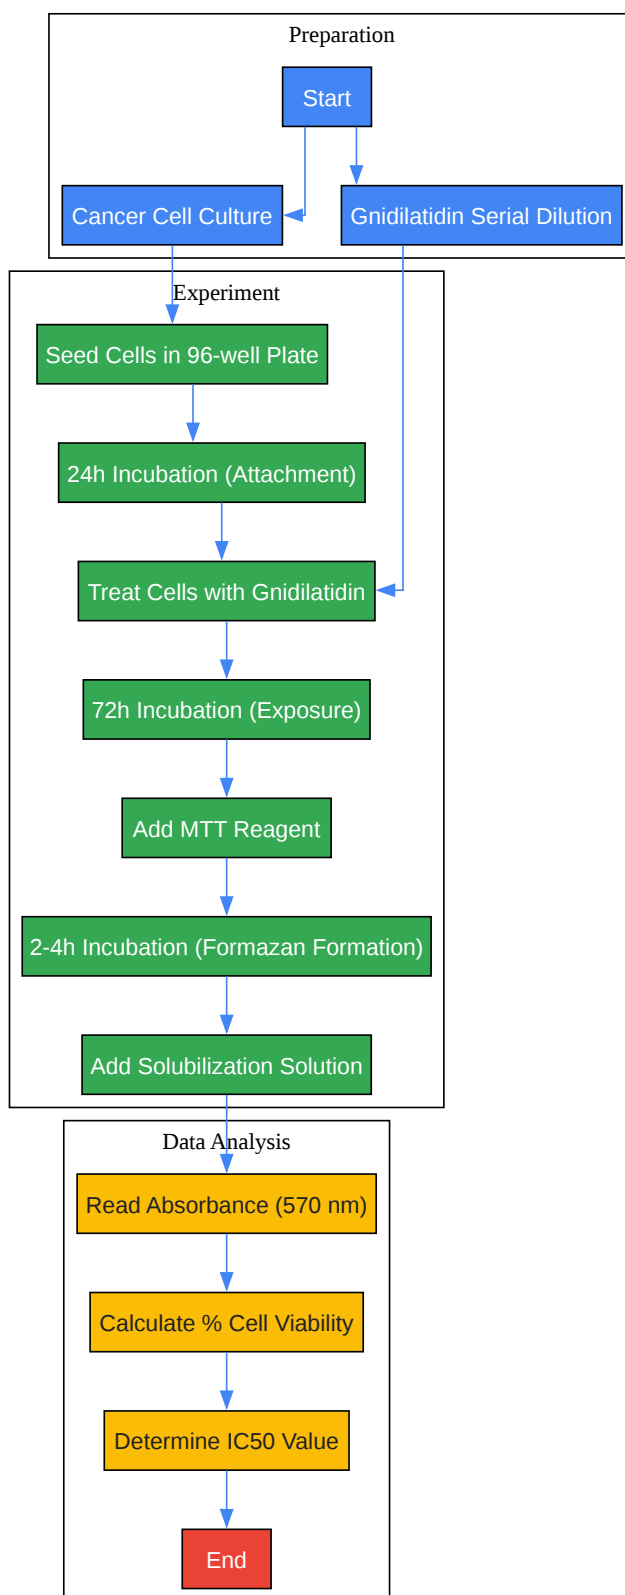 Preparation
Start
Cancer Cell Culture
Gnidilatidin Serial Dilution
Experiment
Seed Cells in 96-well Plate
24h Incubation (Attachment)
Treat Cells with Gnidilatidin
72h Incubation (Exposure)
Add MTT Reagent
2-4h Incubation (Formazan Formation)
Add Solubilization Solution
Data Analysis
Read Absorbance (570 nm)
Calculate % Cell Viability
Determine IC50 Value
End